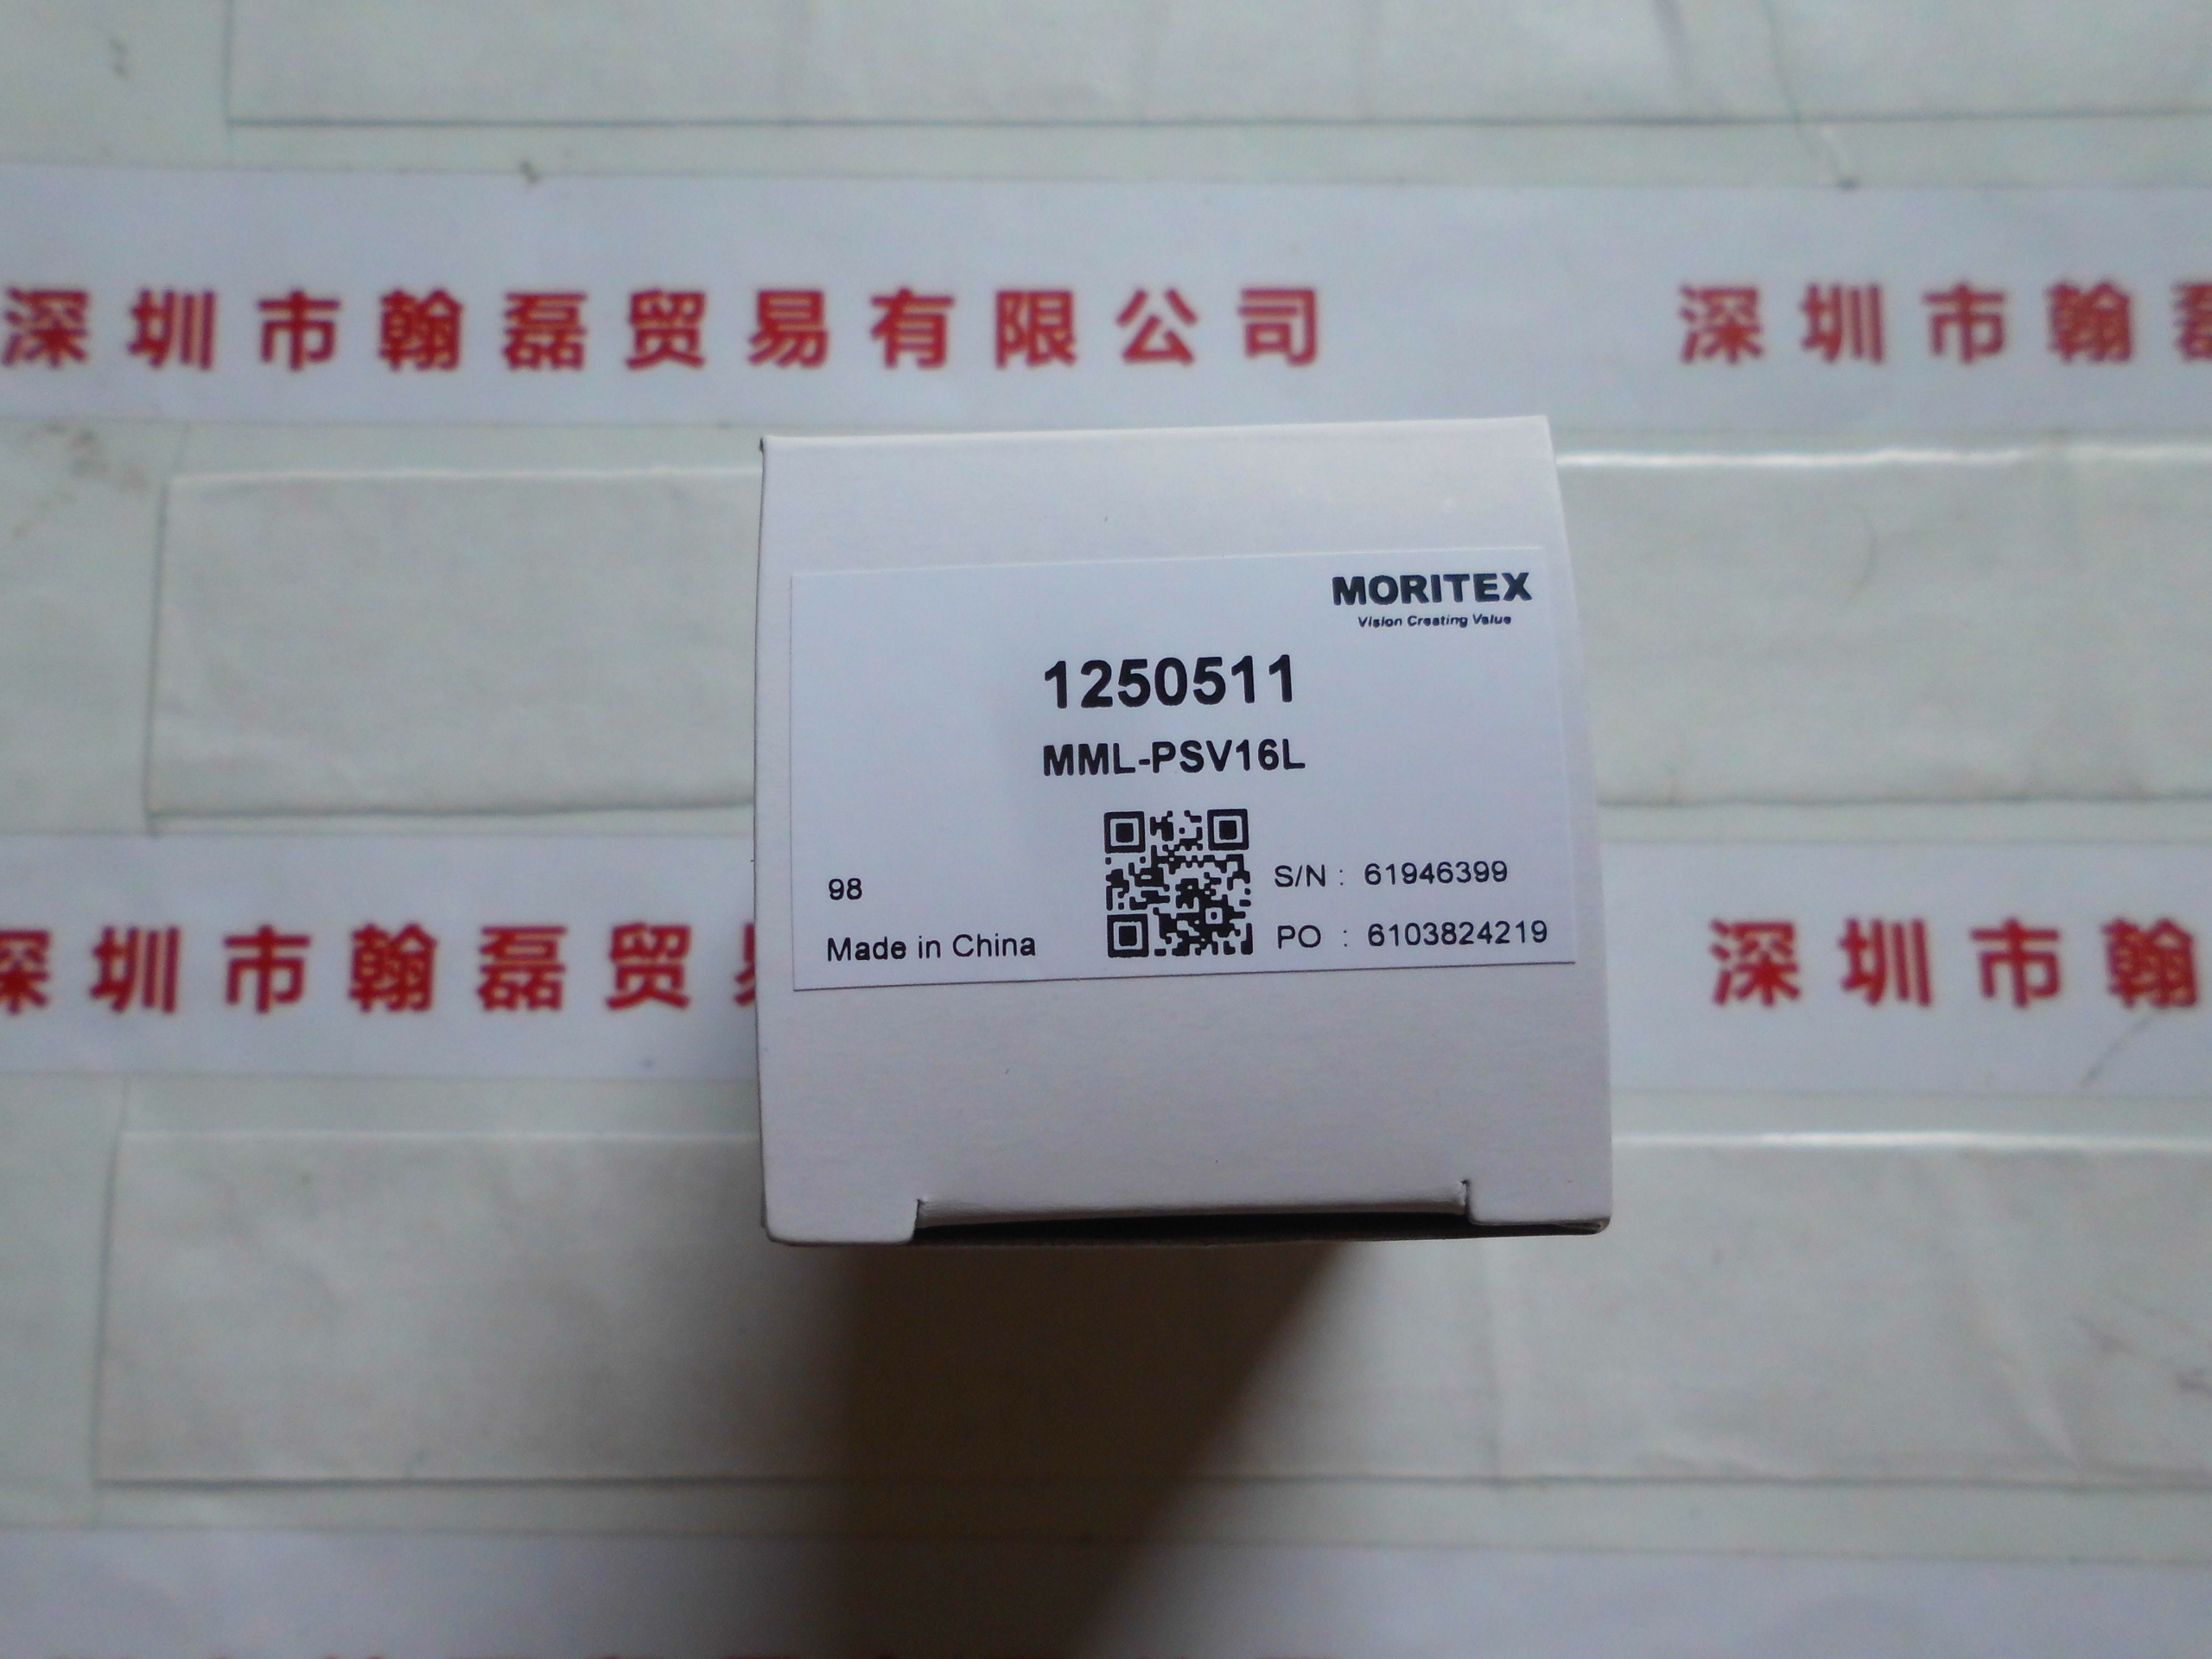 深圳市翰磊贸易有限公司 深圳市翰磊
MORITEX
Vision Creating Value
1250511
MML-PSV16L
98
S/N : 61946399
Made in China
PO : 6103824219
深圳市翰磊贸易 深圳市翰